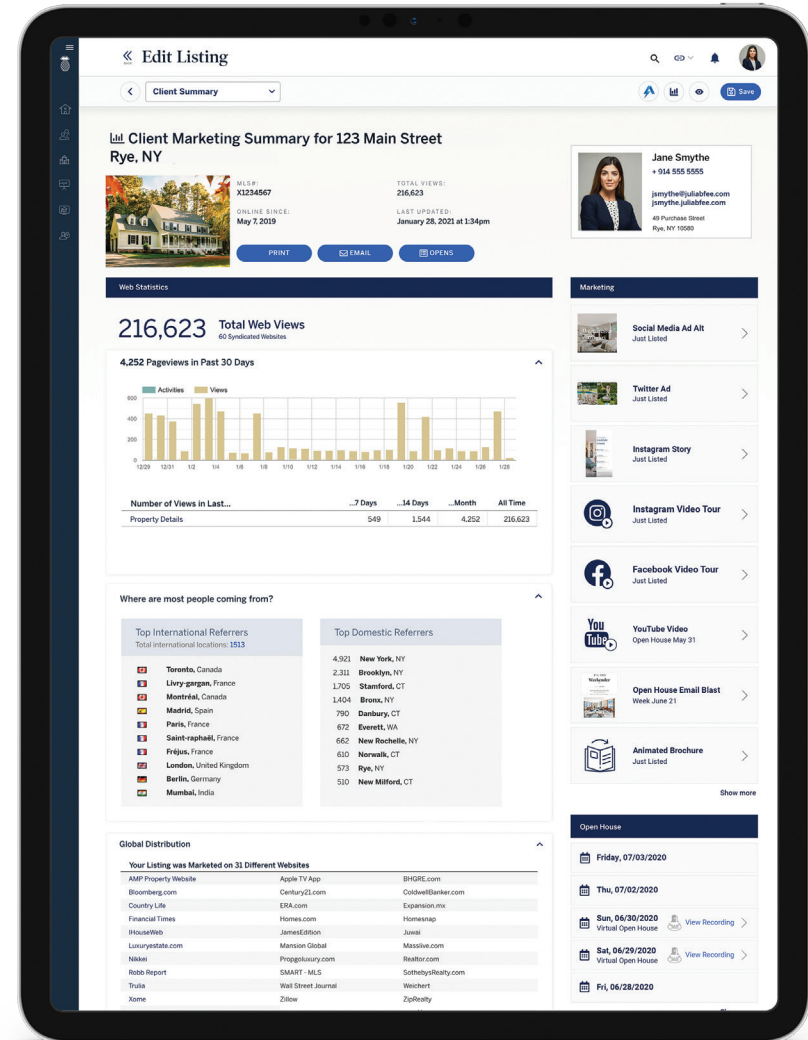 BACK
Edit Listing
Client Summary
Save
Client Marketing Summary for 123 Main Street
Rye, NY
MLS#:
X1234567
TOTAL VIEWS:
216,623
ONLINE SINCE:
May 7, 2019
LAST UPDATED:
January 28, 2021 at 1:34pm
PRINT
EMAIL
OPENS
Jane Smythe
+ 914 555 5555
jsmythe@juliabfee.com
jsmythe.juliabfee.com
49 Purchase Street
Rye, NY 10580
Web Statistics
216,623
Total Web Views
60 Syndicated Websites
4,252 Pageviews in Past 30 Days
Activities Views
600
400
200
0
12/29 12/31 1/2 1/4 1/6 1/8 1/10 1/12 1/14 1/16 1/18 1/20 1/22 1/24 1/26 1/28
Number of Views in Last... ...7 Days ...14 Days ...Month All Time
Property Details 549 1,544 4,252 216,623
Where are most people coming from?
Top International Referrers
Total international locations: 1513
Toronto, Canada
Livry-gargan, France
Montréal, Canada
Madrid, Spain
Paris, France
Saint-raphaël, France
Fréjus, France
London, United Kingdom
Berlin, Germany
Mumbai, India
Top Domestic Referrers
4,921 New York, NY
2,311 Brooklyn, NY
1,705 Stamford, CT
1,404 Bronx, NY
790 Danbury, CT
672 Everett, WA
662 New Rochelle, NY
610 Norwalk, CT
573 Rye, NY
510 New Milford, CT
Global Distribution
Your Listing was Marketed on 31 Different Websites
AMP Property Website Apple TV App BHGRE.com
Bloomberg.com Century21.com ColdwellBanker.com
Country Life ERA.com Expansion.mx
Financial Times Homes.com Homesnap
IHouseWeb JamesEdition Juwai
Luxuryestate.com Mansion Global Masslive.com
Nikkei Propgoluxury.com Realtor.com
Robb Report SMART - MLS SothebysRealty.com
Trulia Wall Street Journal Weichert
Xome Zillow ZipRealty
Marketing
Social Media Ad Alt
Just Listed
Twitter Ad
Just Listed
Instagram Story
Just Listed
Instagram Video Tour
Just Listed
Facebook Video Tour
Just Listed
You
Tube
YouTube Video
Open House May 31
Weekender
Open House Email Blast
Week June 21
Animated Brochure
Just Listed
Show more
Open House
Friday, 07/03/2020
Thu, 07/02/2020
Sun, 06/30/2020
Virtual Open House
View Recording
Sat, 06/29/2020
Virtual Open House
View Recording
Fri, 06/28/2020